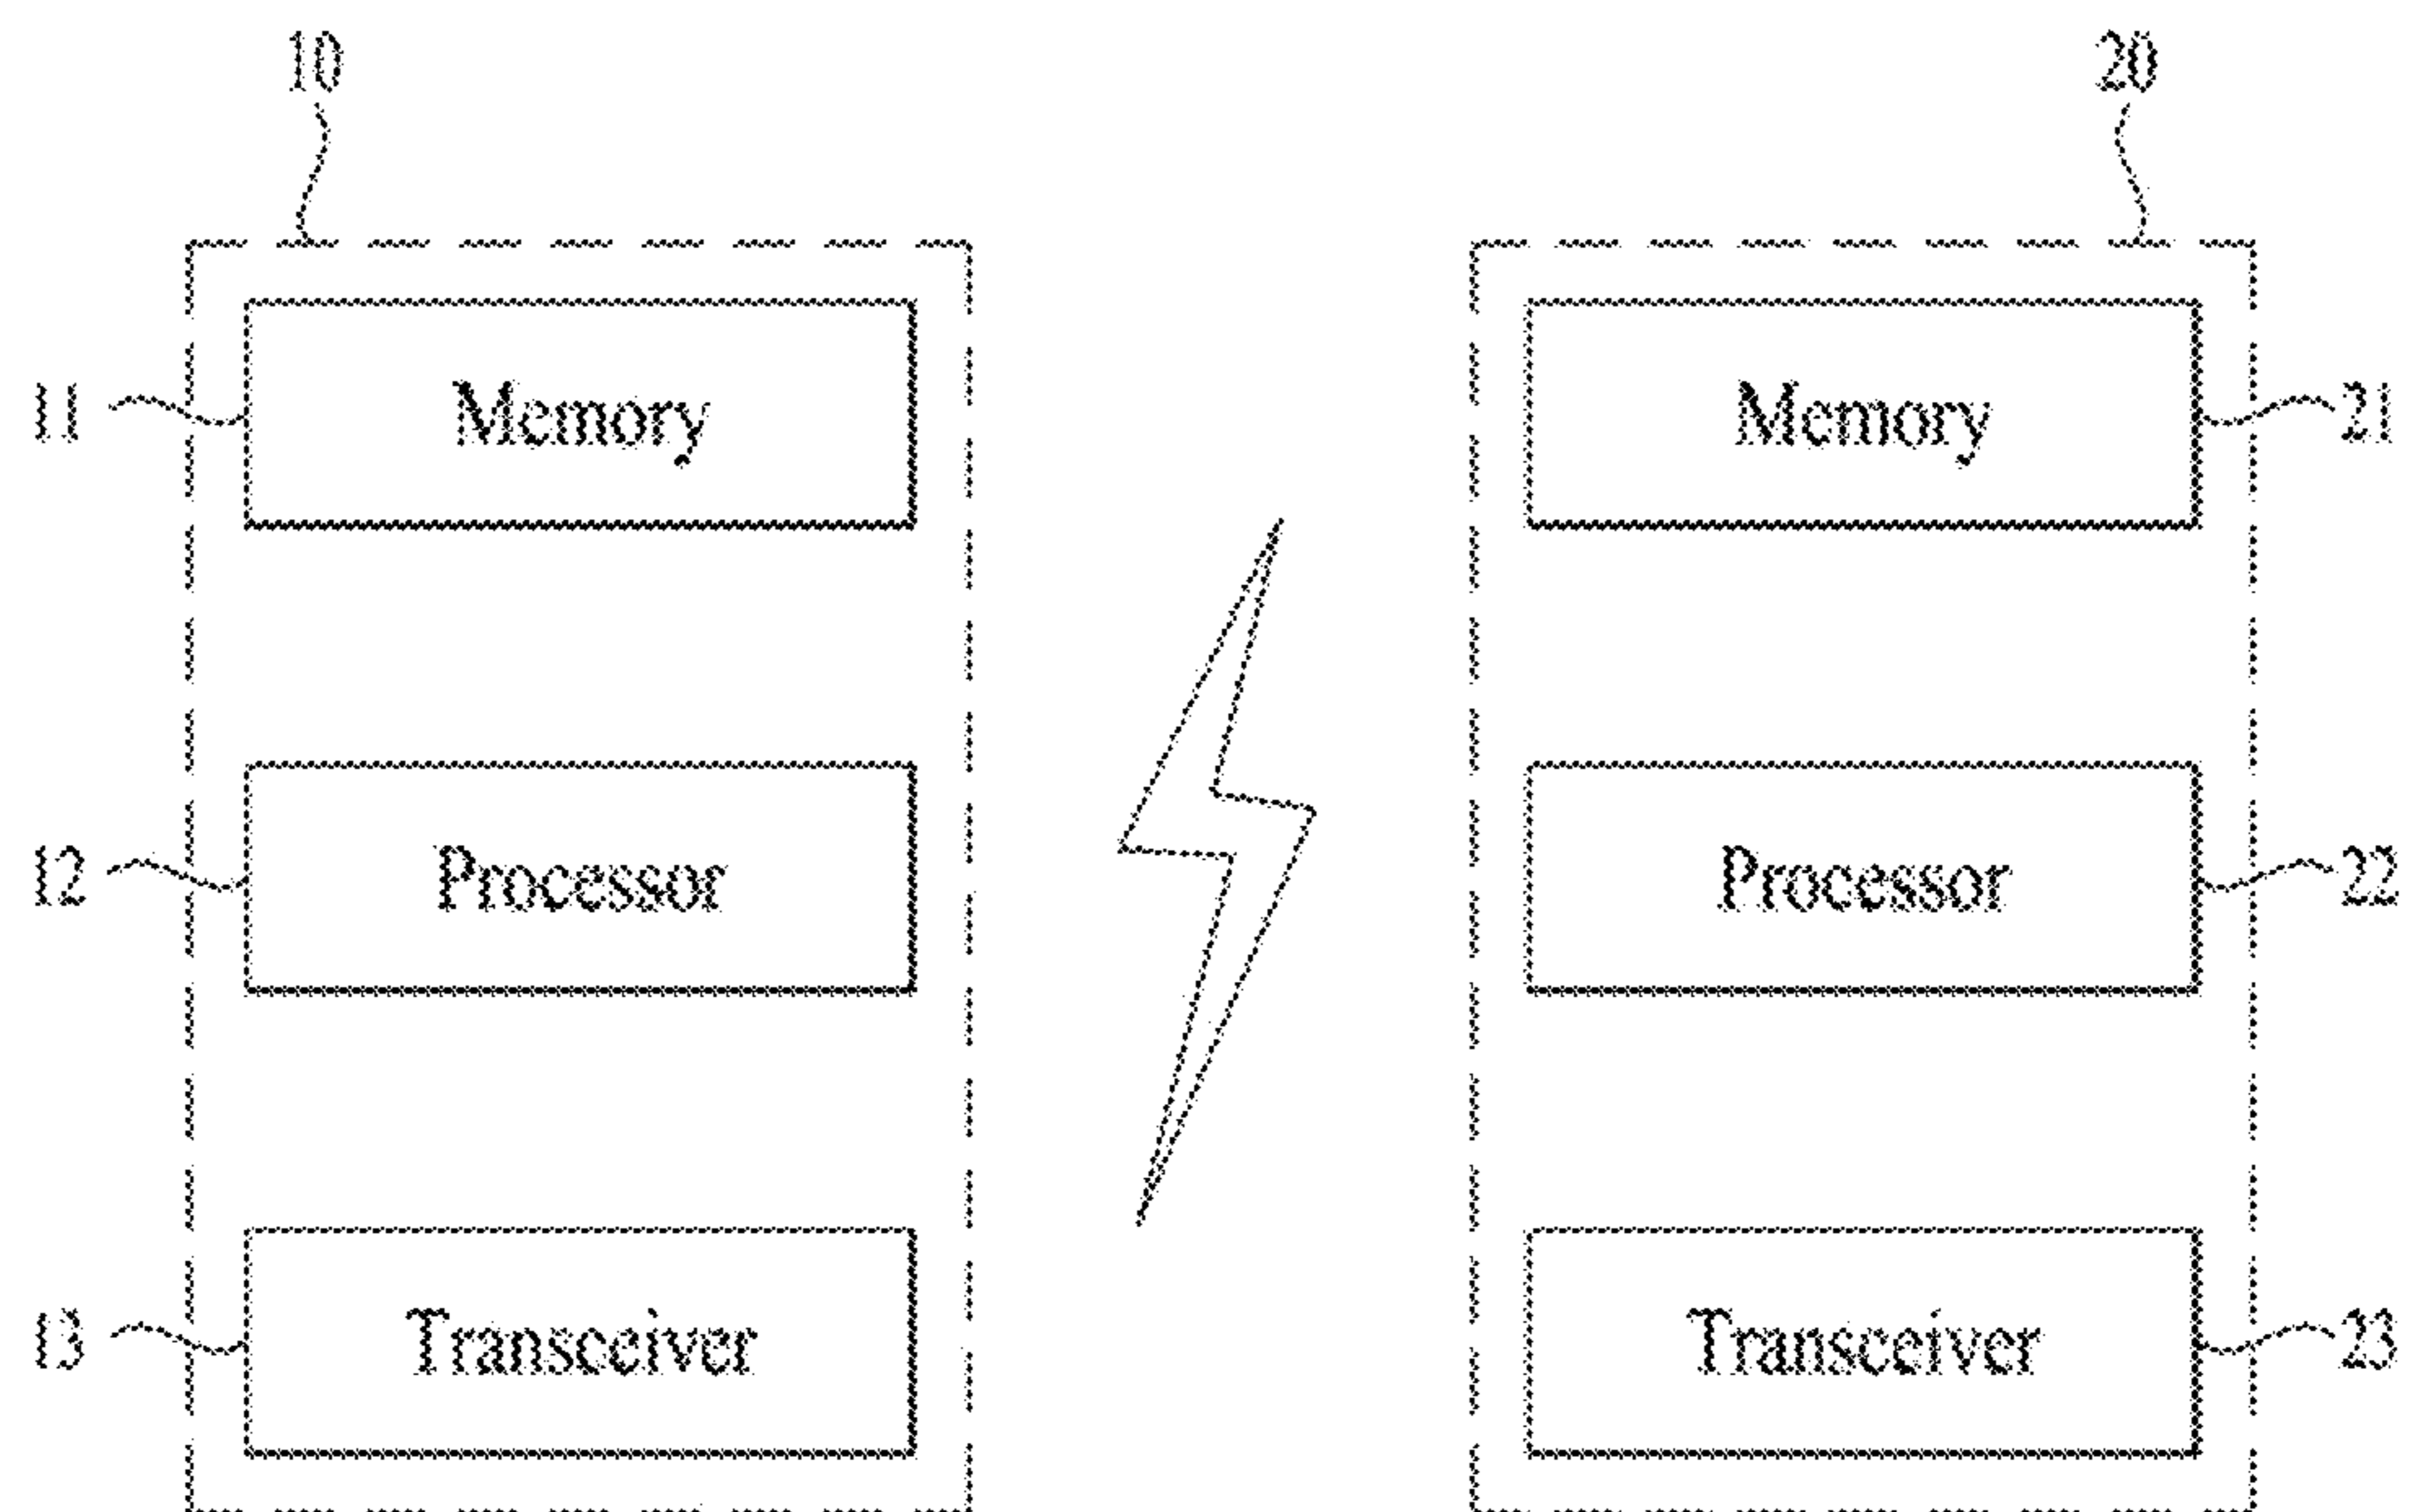 10 20
11 Memory Memory 21
12 Processor Processor 22
13 Transceiver Transceiver 23